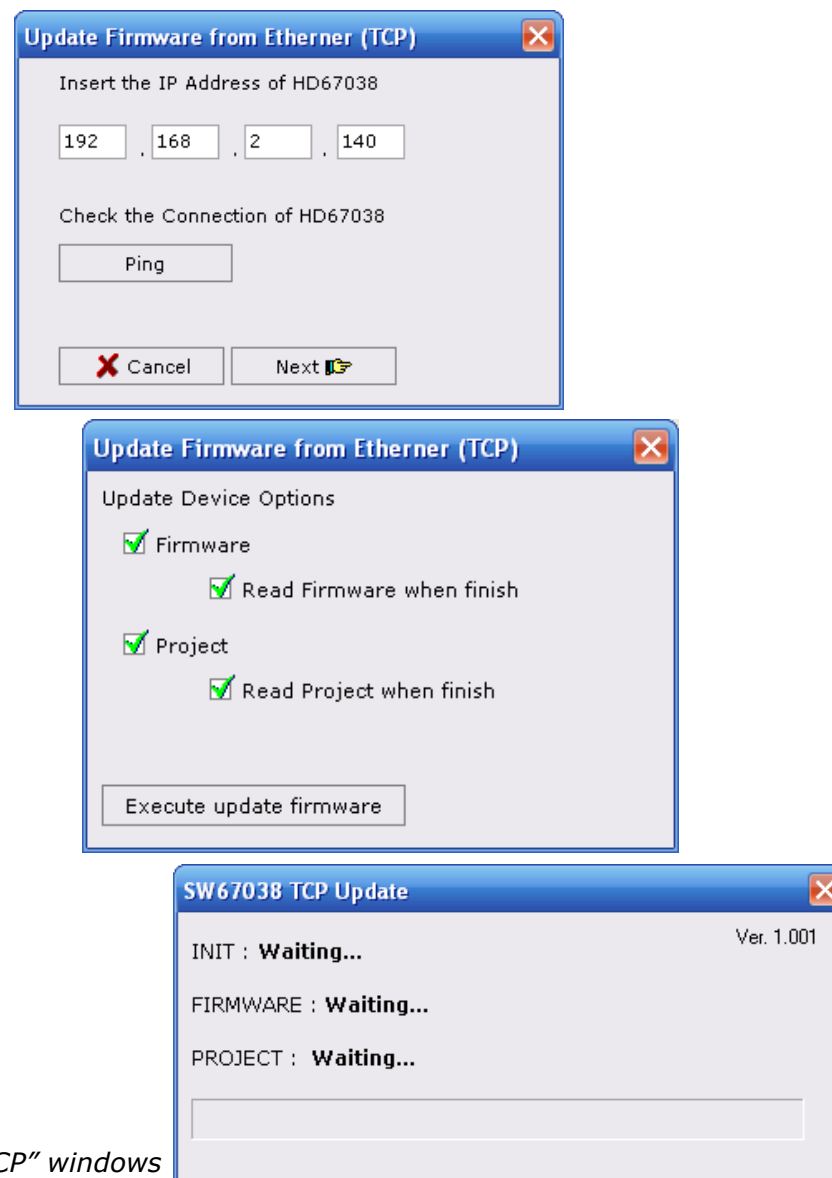 Update Firmware from Etherner (TCP)
Insert the IP Address of HD67038
192 . 168 . 2 . 140
Check the Connection of HD67038
Ping
Cancel Next
Update Firmware from Etherner (TCP)
Update Device Options
Firmware
Read Firmware when finish
Project
Read Project when finish
Execute update firmware
SW67038 TCP Update
Ver. 1.001
INIT : Waiting...
FIRMWARE : Waiting...
PROJECT : Waiting...
CP” windows